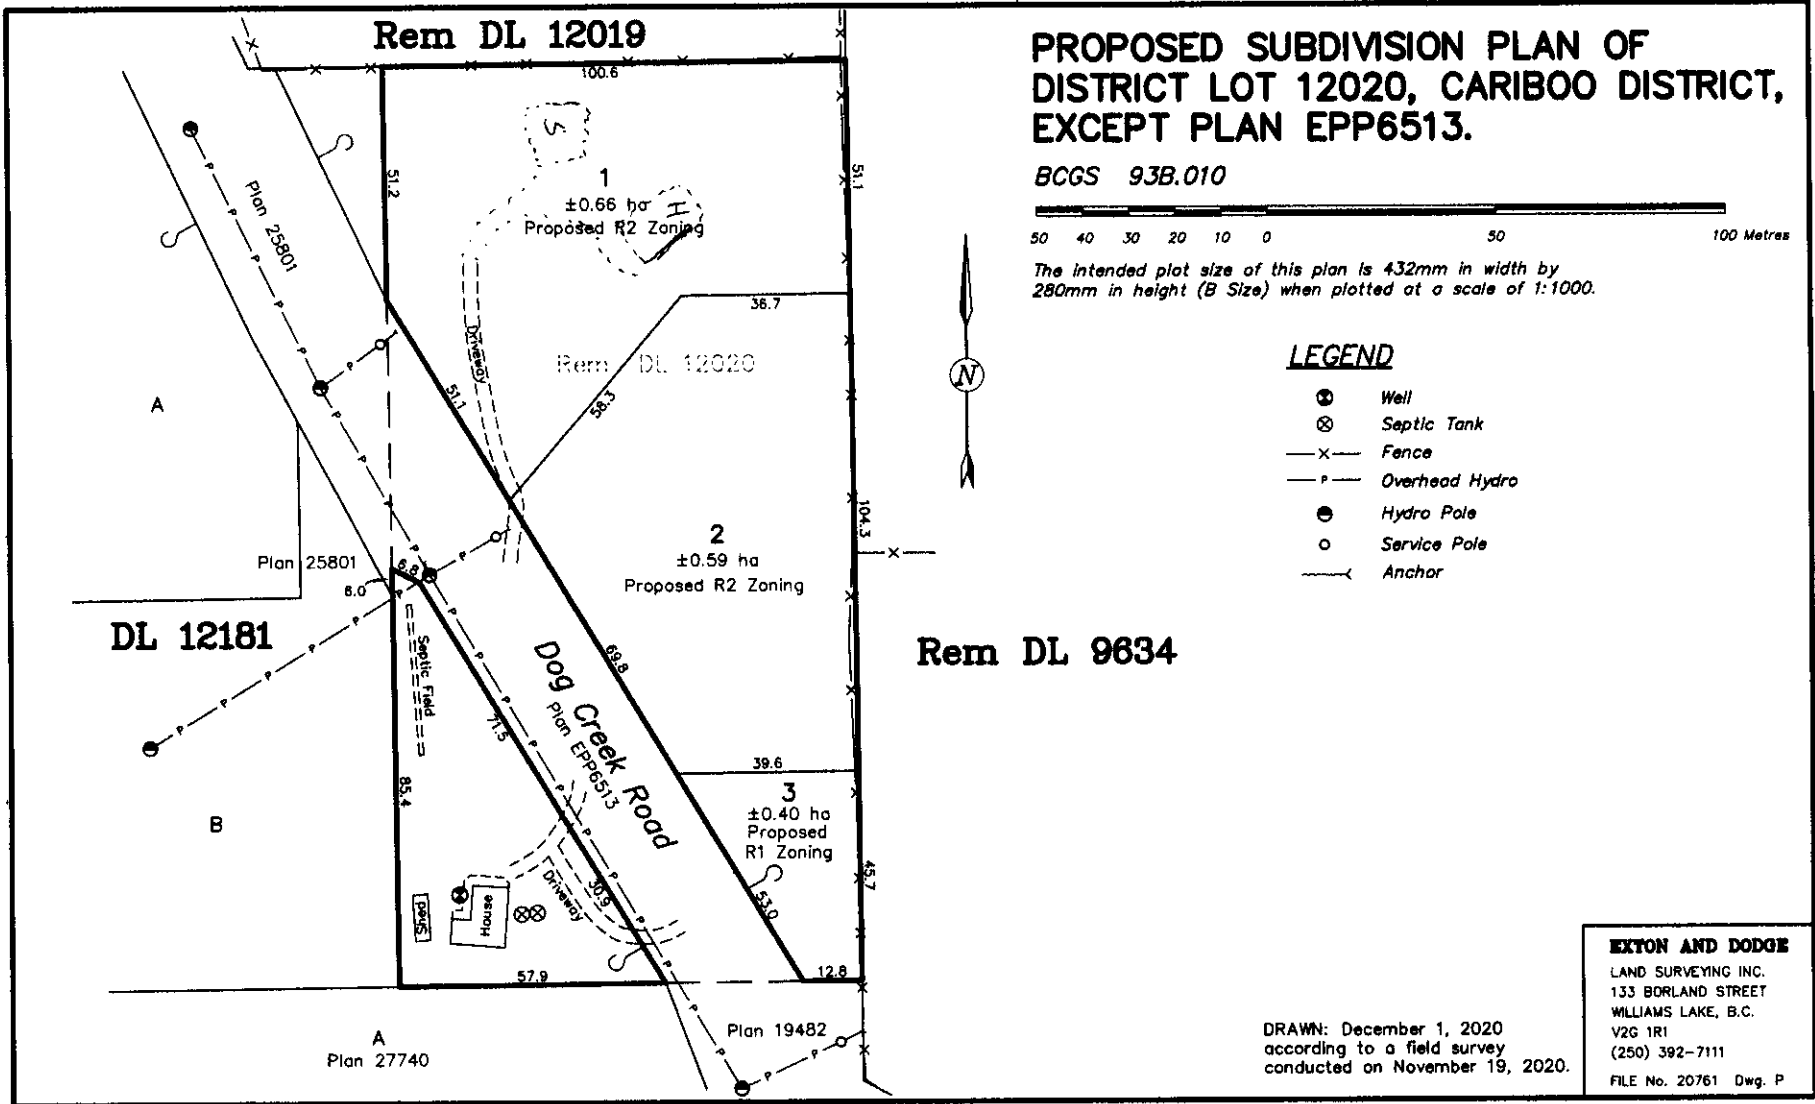 Rem DL 12019
PROPOSED SUBDIVISION PLAN OF
DISTRICT LOT 12020, CARIBOO DISTRICT,
EXCEPT PLAN EPP6513.
BCGS 93B.010
50 40 30 20 10 0 50 100 Metres
The intended plot size of this plan is 432mm in width by
280mm in height (B Size) when plotted at a scale of 1:1000.
LEGEND
Well
Septic Tank
X Fence
P Overhead Hydro
Hydro Pole
Service Pole
Anchor
N
100.6
S
51.2
51.1
1
±0.66 ha
Proposed R2 Zoning
H
Plan 25801
36.7
Driveway
Rem DL 12020
51.1
58.3
A
104.3
2
±0.59 ha
Proposed R2 Zoning
Plan 25801
6.8
6.0
DL 12181
Septic Field
Rem DL 9634
69.8
Dog Creek Road
Plan EPP6513
71.5
39.6
3
±0.40 ha
Proposed
R1 Zoning
85.4
B
45.7
53.0
30.9
Driveway
Shed
House
57.9
12.8
A
Plan 27740
Plan 19482
DRAWN: December 1, 2020
according to a field survey
conducted on November 19, 2020.
EXTON AND DODGE
LAND SURVEYING INC.
133 BORLAND STREET
WILLIAMS LAKE, B.C.
V2G 1R1
(250) 392-7111
FILE No. 20761 Dwg. P